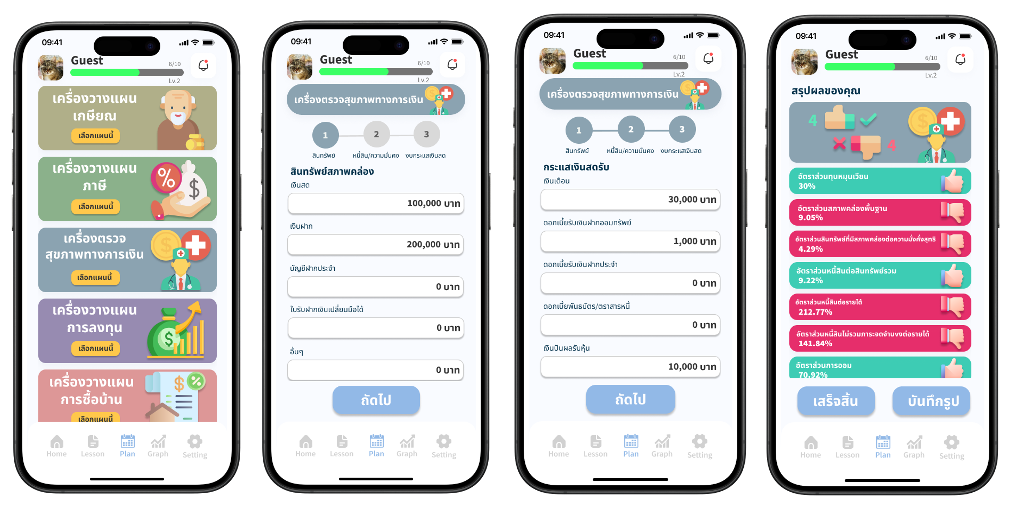 09:41
Guest
6/10
Lv.2
เครื่องวางแผน
เกษียณ
เลือกแผนนี้
เครื่องวางแผน
ภาษี
เลือกแผนนี้
%
$
เครื่องตรวจ
สุขภาพทางการเงิน
เลือกแผนนี้
เครื่องวางแผน
การลงทุน
เลือกแผนนี้
$
เครื่องวางแผน
การซื้อบ้าน
เลือกแผนนี้
%
Home
Lesson
Plan
Graph
Setting
09:41
Guest
6/10
Lv.2
เครื่องตรวจสุขภาพทางการเงิน
1
2
3
สินทรัพย์
หนี้สิน/ความมั่นคง
งบกระแสเงินสด
สินทรัพย์สภาพคล่อง
เงินสด
100,000 บาท
เงินฝาก
200,000 บาท
บัญชีฝากประจำ
0 บาท
ใบรับฝากเงินเปลี่ยนมือได้
0 บาท
อื่นๆ
0 บาท
ถัดไป
Home
Lesson
Plan
Graph
Setting
09:41
Guest
6/10
Lv.2
เครื่องตรวจสุขภาพทางการเงิน
1
2
3
สินทรัพย์
หนี้สิน/ความมั่นคง
งบกระแสเงินสด
กระแสเงินสดรับ
เงินเดือน
30,000 บาท
ดอกเบี้ยรับเงินฝากออมทรัพย์
1,000 บาท
ดอกเบี้ยรับเงินฝากประจำ
0 บาท
ดอกเบี้ยพันธบัตร/ตราสารหนี้
0 บาท
เงินปันผลรับหุ้น
10,000 บาท
ถัดไป
Home
Lesson
Plan
Graph
Setting
09:41
Guest
6/10
Lv.2
สรุปผลของคุณ
4
4
อัตราส่วนทุนหมุนเวียน
30%
อัตราส่วนสภาพคล่องพื้นฐาน
9.05%
อัตราส่วนสินทรัพย์ที่มีสภาพคล่องต่อความมั่งคั่งสุทธิ
4.29%
อัตราส่วนหนี้สินต่อสินทรัพย์รวม
9.22%
อัตราส่วนหนี้สินต่อรายได้
212.77%
อัตราส่วนหนี้สินไม่รวมภาระจดจำนงต่อรายได้
141.84%
อัตราส่วนการออม
70.92%
เสร็จสิ้น
บันทึกรูป
Home
Lesson
Plan
Graph
Setting